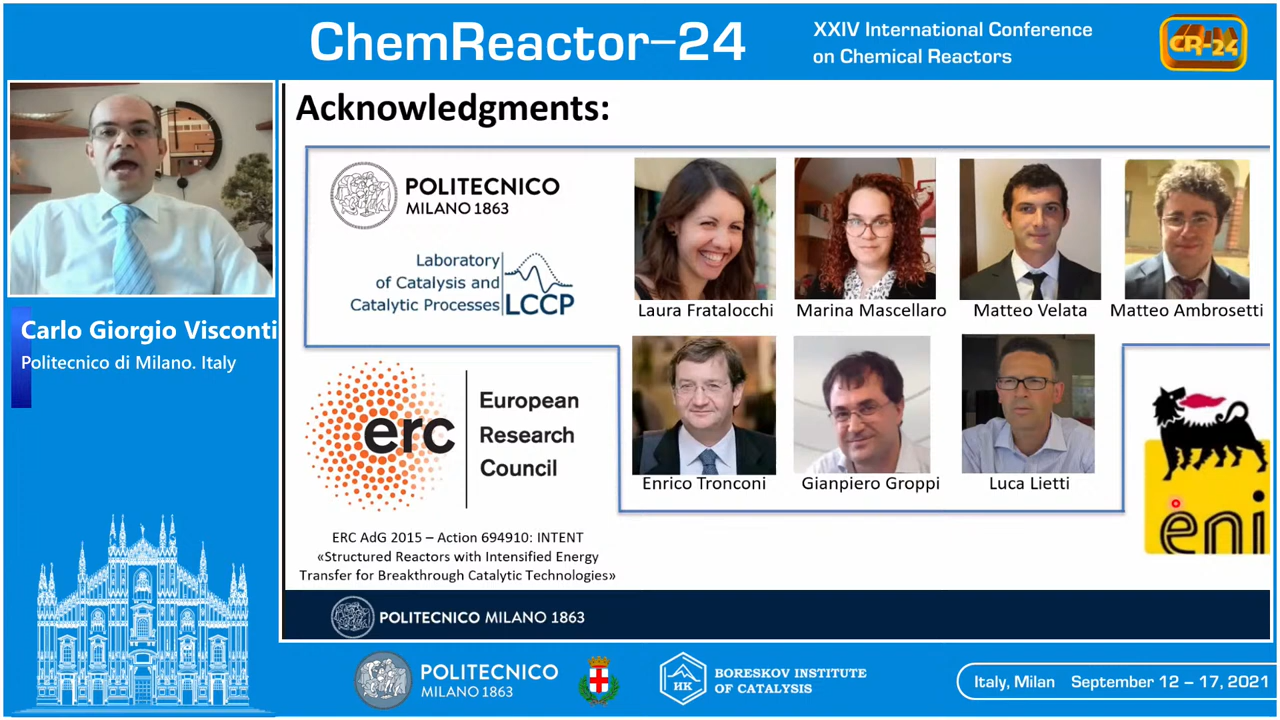 ChemReactor–24
XXIV International Conference
on Chemical Reactors
CR-24
Acknowledgments:
POLITECNICO
MILANO 1863
Laboratory
of Catalysis and
Catalytic Processes
LCCP
Laura Fratalocchi
Marina Mascellaro
Matteo Velata
Matteo Ambrosetti
Carlo Giorgio Visconti
Politecnico di Milano. Italy
erc
European
Research
Council
Enrico Tronconi
Gianpiero Groppi
Luca Lietti
eni
ERC AdG 2015 – Action 694910: INTENT
«Structured Reactors with Intensified Energy
Transfer for Breakthrough Catalytic Technologies»
POLITECNICO MILANO 1863
POLITECNICO
MILANO 1863
HK
BORESKOV INSTITUTE
OF CATALYSIS
Italy, Milan September 12 – 17, 2021